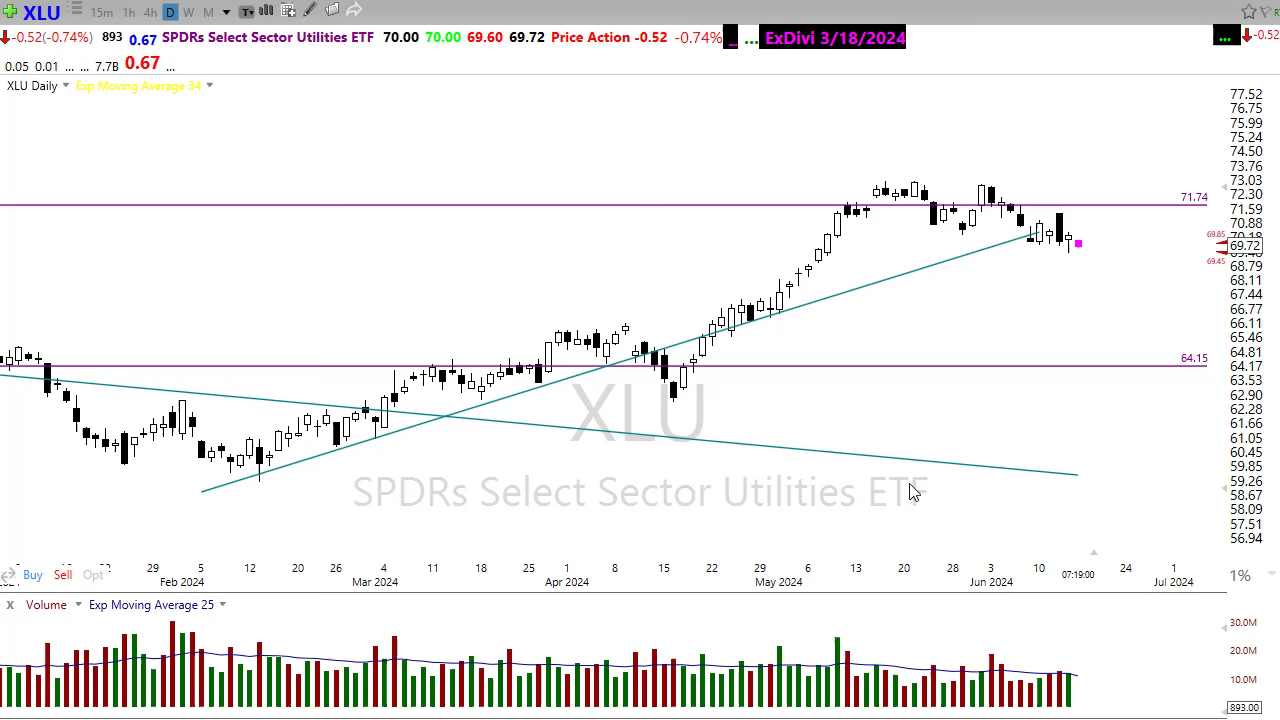 XLU 15m 1h 4h D W M T
-0.52(-0.74%) 893 0.67 SPDRs Select Sector Utilities ETF 70.00 70.00 69.60 69.72 Price Action -0.52 -0.74% ... ExDivi 3/18/2024 ... -0.52
0.05 0.01 ... ... 7.7B 0.67 ...
XLU Daily Exp Moving Average 34
77.52
76.75
75.99
75.24
74.50
73.76
73.03
72.30
71.74
71.59
70.88
69.85
69.72
69.45
68.79
68.11
67.44
66.77
66.11
65.46
64.81
64.15
64.17
63.53
62.90
62.28
61.66
61.05
60.45
59.85
59.26
58.67
58.09
57.51
56.94
XLU
SPDRs Select Sector Utilities ETF
29 5 12 20 26 4 11 18 25 1 8 15 22 29 6 13 20 28 3 10 24 1
Feb 2024 Mar 2024 Apr 2024 May 2024 Jun 2024 07:19:00 Jul 2024
Buy Sell Opt 1%
x Volume Exp Moving Average 25
30.0M
20.0M
10.0M
893.00